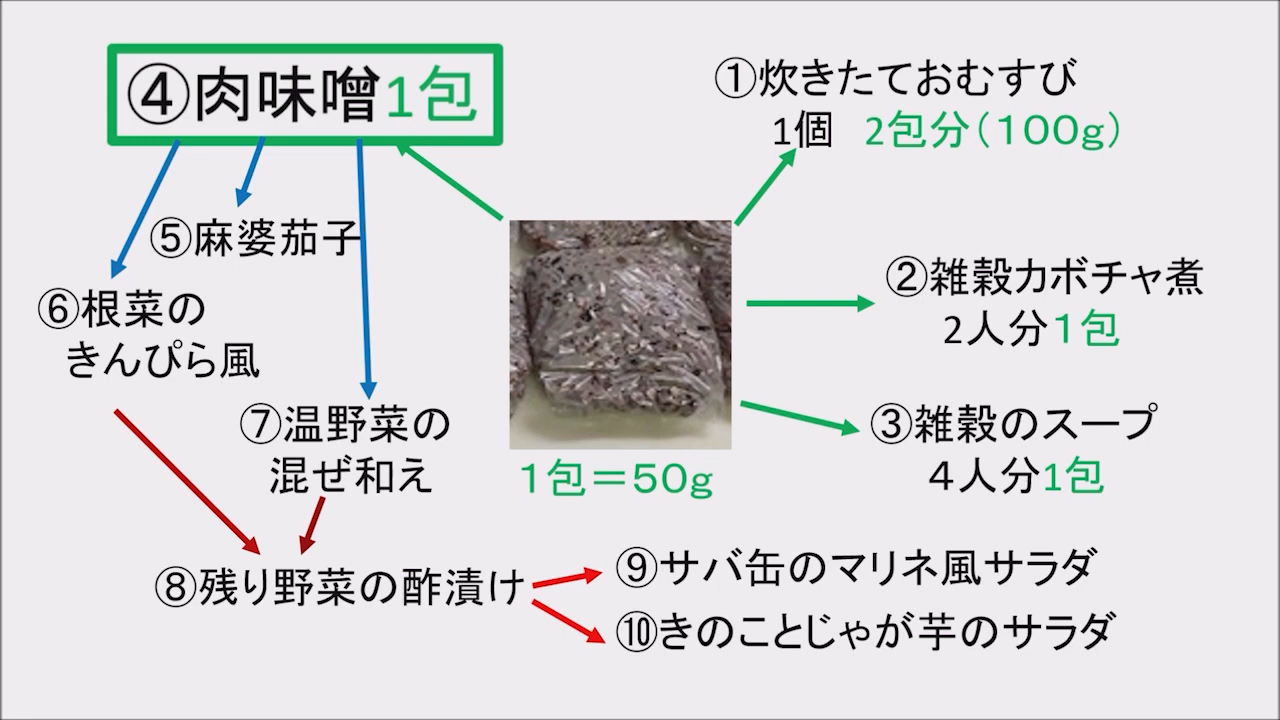 ④肉味噌1包
①炊きたておむすび
1個 2包分(100g)
⑤麻婆茄子
②雑穀カボチャ煮
2人分1包
⑥根菜の
きんぴら風
⑦温野菜の
混ぜ和え
③雑穀のスープ
4人分1包
1包=50g
⑧残り野菜の酢漬け
⑨サバ缶のマリネ風サラダ
⑩きのことじゃが芋のサラダ